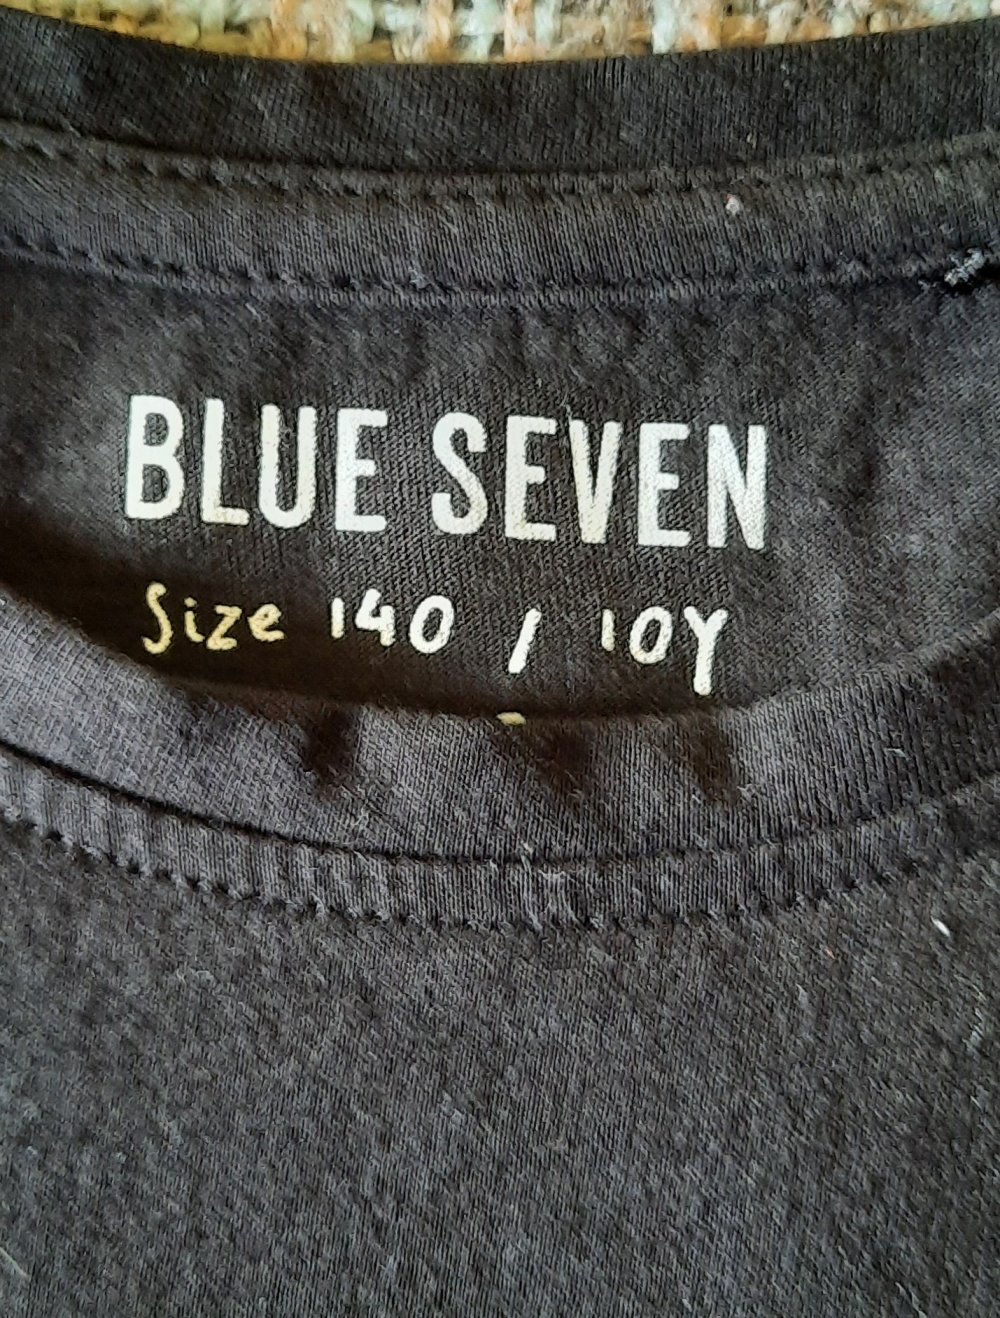 BLUE SEVEN
Size 140 / 10Y